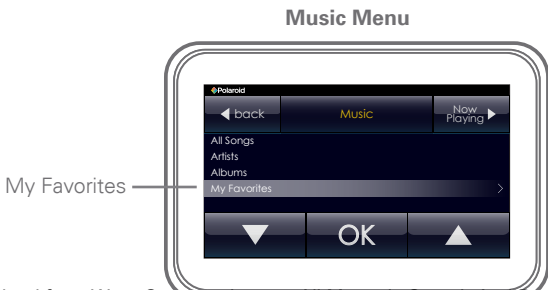 Music Menu
Polaroid
back
Music
Now Playing
All Songs
Artists
Albums
My Favorites
My Favorites
OK